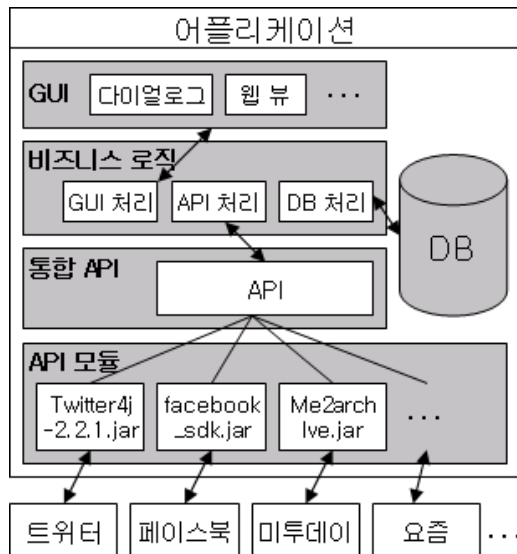 어플리케이션
GUI 다이얼로그 웹 뷰 ...
비즈니스 로직
GUI 처리 API 처리 DB 처리
DB
통합 API
API
API 모듈
Twitter4j
-2.2.1.jar
facebook
_sdk.jar
Me2arch
Ive.jar
...
트위터 페이스북 미투데이 요즘 ...